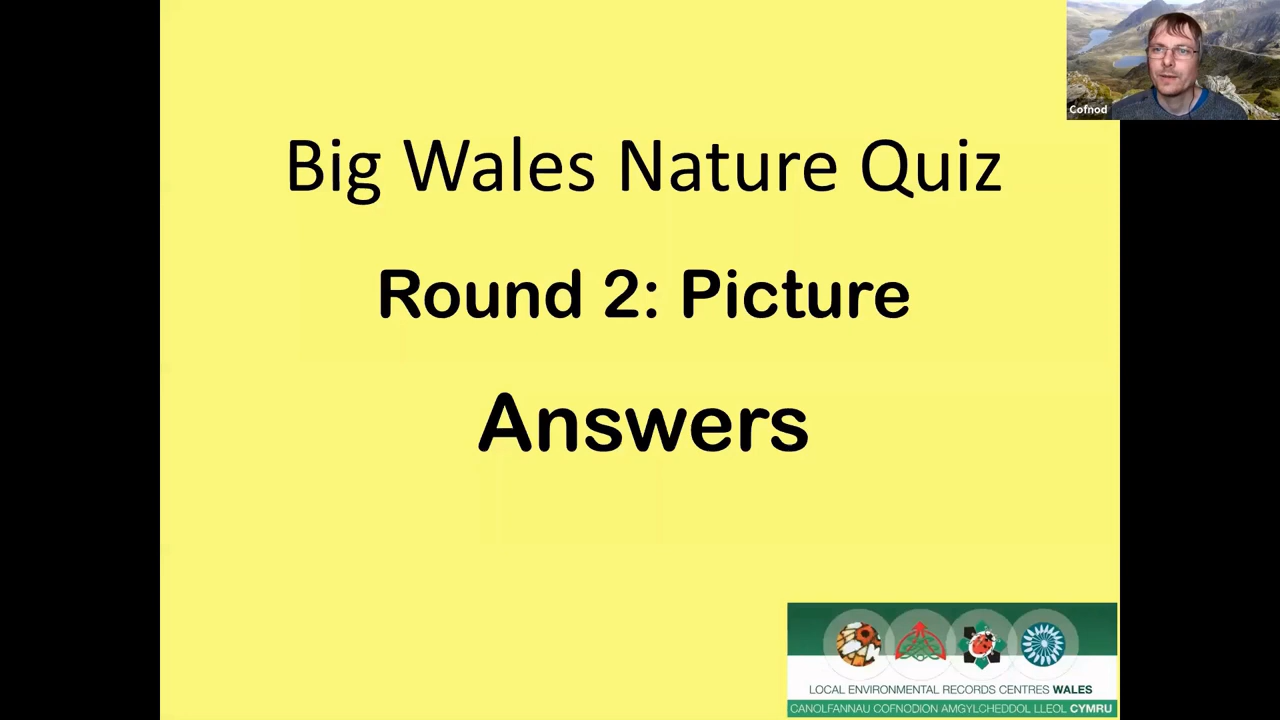 Cofnod
Big Wales Nature Quiz
Round 2: Picture
Answers
LOCAL ENVIRONMENTAL RECORDS CENTRES WALES
CANOLFANNAU COFNODION AMGYLCHEDDOL LLEOL CYMRU